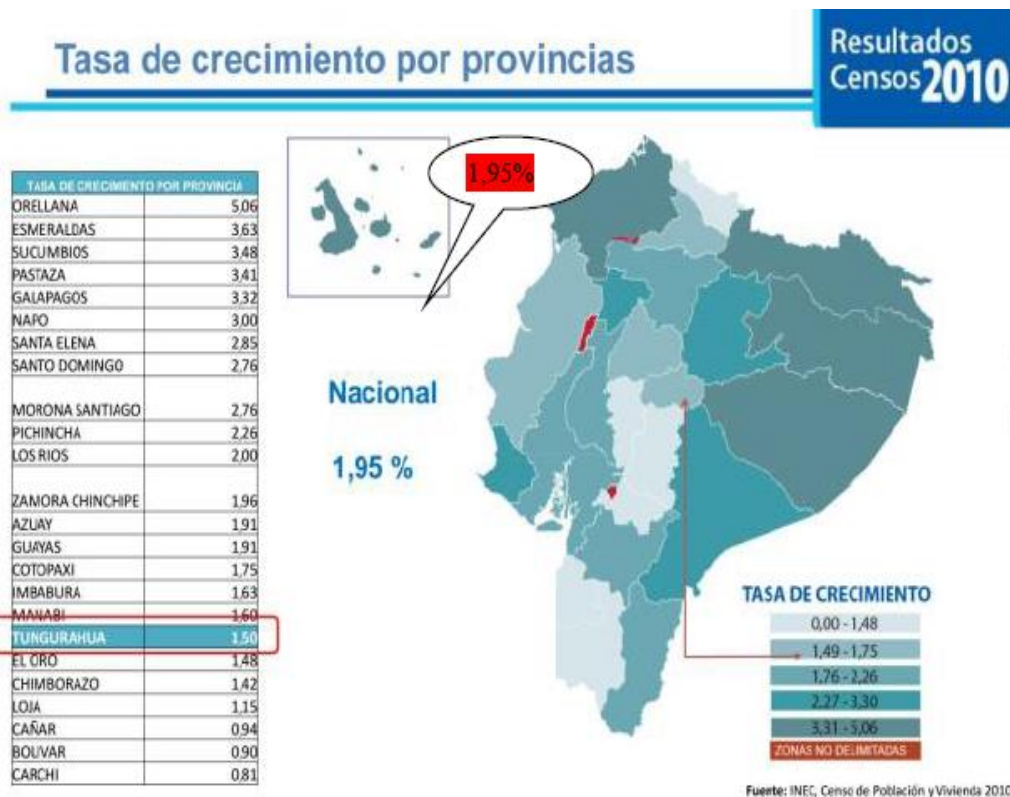 Tasa de crecimiento por provincias
Resultados
Censos 2010
1,95%
TASA DE CRECIMIENTO POR PROVINCIA
ORELLANA 5,06
ESMERALDAS 3,63
SUCUMBIOS 3,48
PASTAZA 3,41
GALAPAGOS 3,32
NAPO 3,00
SANTA ELENA 2,85
SANTO DOMINGO 2,76
MORONA SANTIAGO 2,76
PICHINCHA 2,26
LOS RIOS 2,00
ZAMORA CHINCHIPE 1,96
AZUAY 1,91
GUAYAS 1,91
COTOPAXI 1,75
IMBABURA 1,63
MANABI 1,60
TUNGURAHUA 1,50
EL ORO 1,48
CHIMBORAZO 1,42
LOJA 1,15
CAÑAR 0,94
BOLIVAR 0,90
CARCHI 0,81
Nacional
1,95 %
TASA DE CRECIMIENTO
0,00 - 1,48
1,49 - 1,75
1,76 - 2,26
2,27 - 3,30
3,31 - 5,06
ZONAS NO DELIMITADAS
Fuente: INEC, Censo de Población y Vivienda 2010